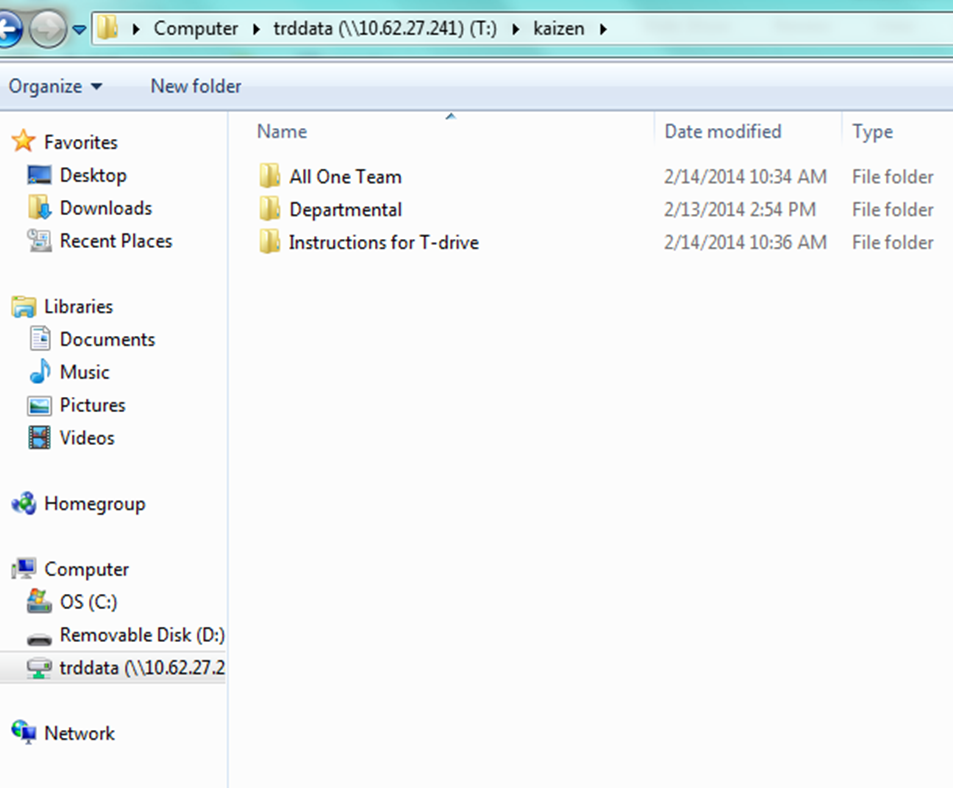 Computer trddata (\\10.62.27.241) (T:) kaizen
Organize New folder
Favorites
Desktop
Downloads
Recent Places
Libraries
Documents
Music
Pictures
Videos
Homegroup
Computer
OS (C:)
Removable Disk (D:)
trddata (\\10.62.27.2
Network
Name Date modified Type
All One Team 2/14/2014 10:34 AM File folder
Departmental 2/13/2014 2:54 PM File folder
Instructions for T-drive 2/14/2014 10:36 AM File folder